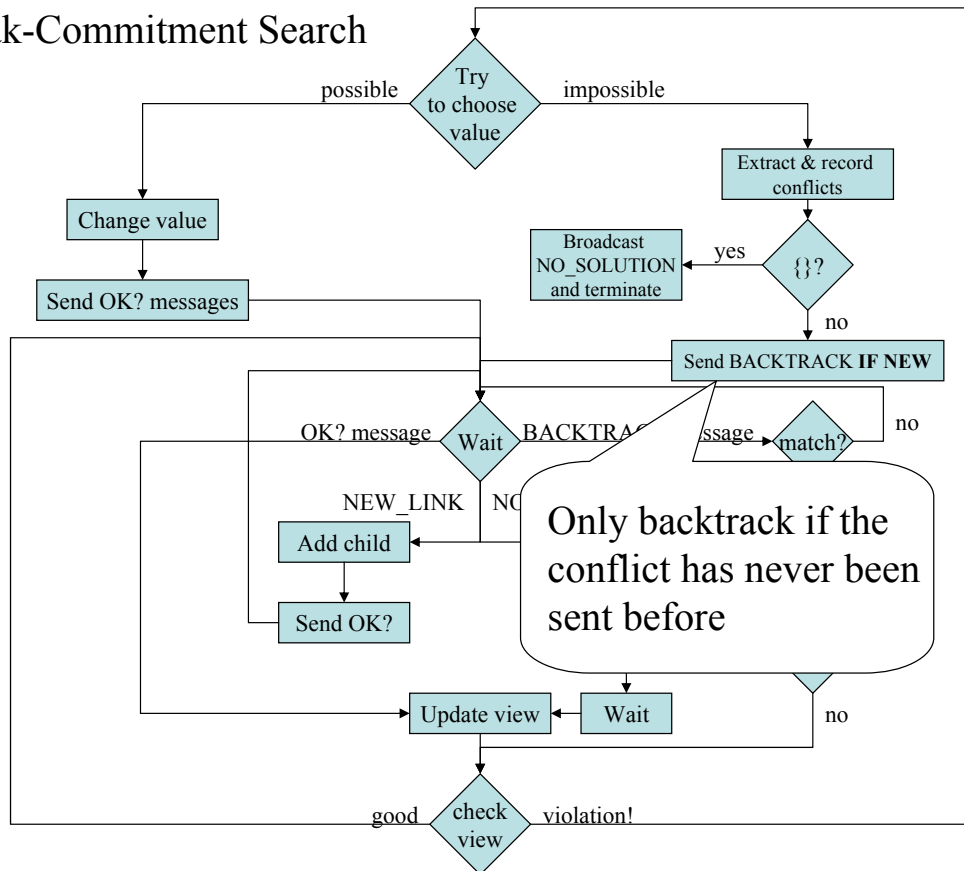 k-Commitment Search
Try
to choose
value
possible
impossible
Extract & record
conflicts
Change value
Broadcast
NO_SOLUTION
and terminate
yes
{}?
Send OK? messages
no
Send BACKTRACK IF NEW
OK? message
Wait
match?
no
NEW_LINK
Add child
Only backtrack if the
conflict has never been
sent before
Send OK?
Update view
Wait
no
good
check
view
violation!